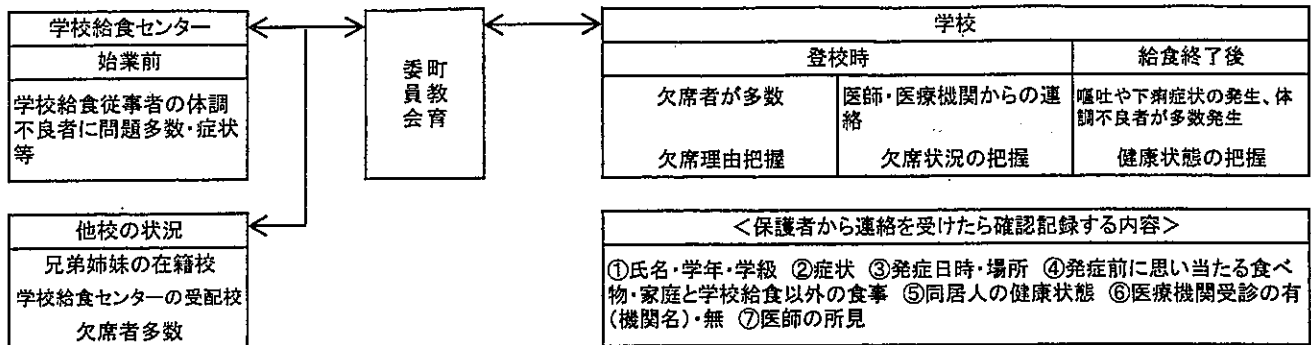 学校給食センター
始業前
学校給食従事者の体調
不良者に問題多数・症状
等
他校の状況
兄弟姉妹の在籍校
学校給食センターの受配校
欠席者多数
町教育
委員会
学校
登校時
給食終了後
欠席者が多数
欠席理由把握
医師・医療機関からの連
絡
欠席状況の把握
嘔吐や下痢症状の発生、体
調不良者が多数発生
健康状態の把握
＜保護者から連絡を受けたら確認記録する内容＞
①氏名・学年・学級 ②症状 ③発症日時・場所 ④発症前に思い当たる食べ
物・家庭と学校給食以外の食事 ⑤同居人の健康状態 ⑥医療機関受診の有
(機関名)・無 ⑦医師の所見